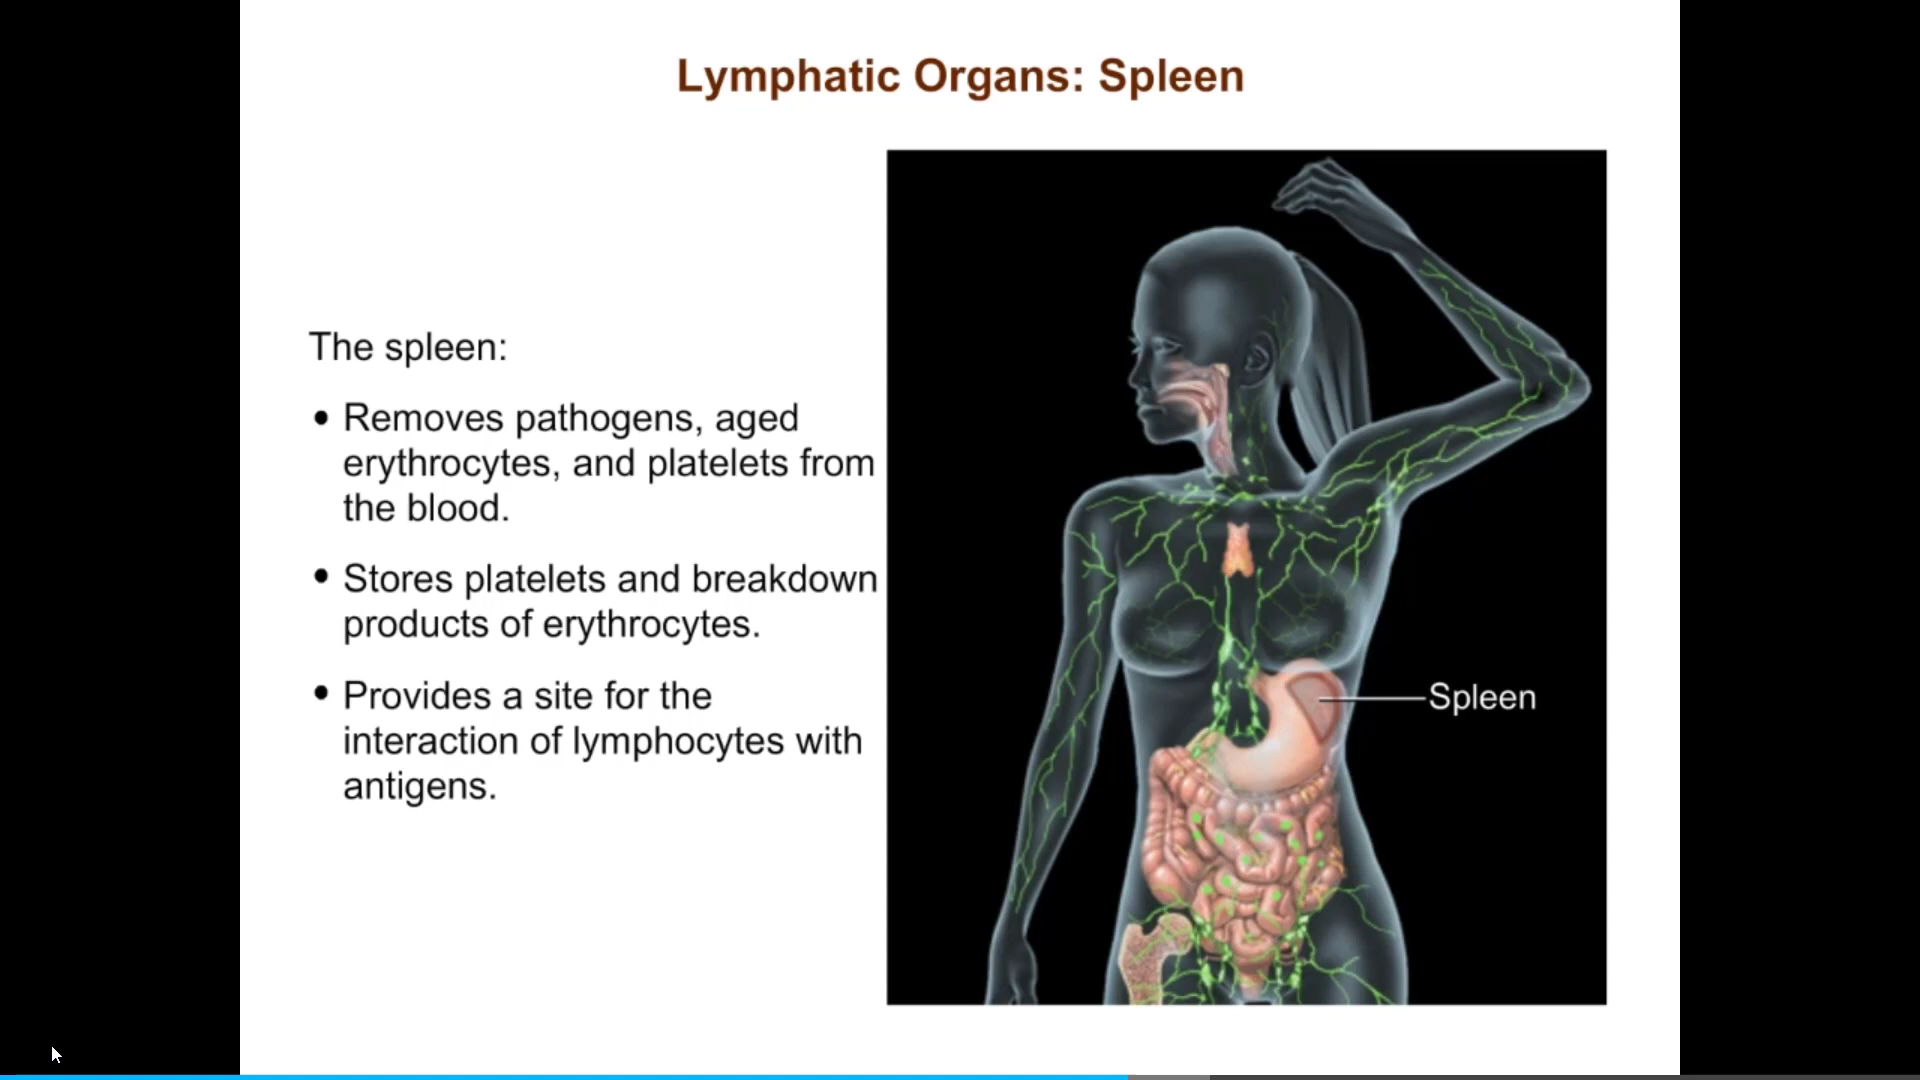 Lymphatic Organs: Spleen
The spleen:
• Removes pathogens, aged
erythrocytes, and platelets from
the blood.
• Stores platelets and breakdown
products of erythrocytes.
• Provides a site for the
interaction of lymphocytes with
antigens.
Spleen